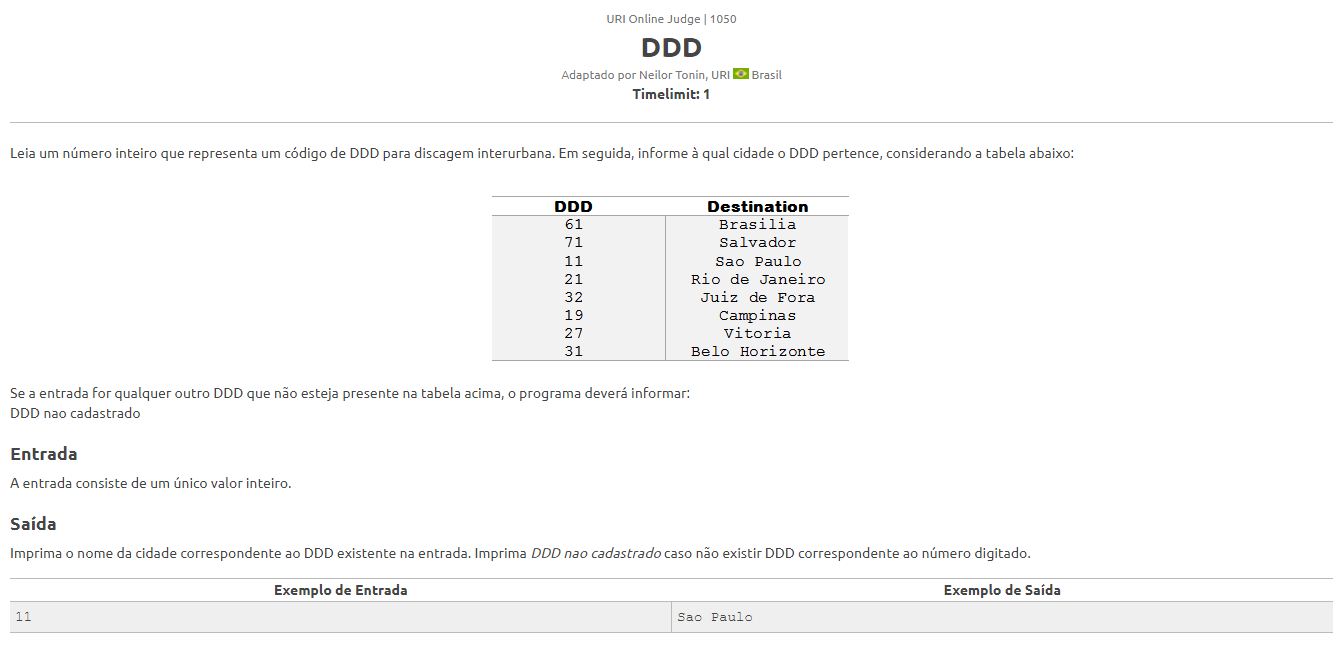 URI Online Judge | 1050
DDD
Adaptado por Neilor Tonin, URI Brasil
Timelimit: 1
Leia um número inteiro que representa um código de DDD para discagem interurbana. Em seguida, informe à qual cidade o DDD pertence, considerando a tabela abaixo:
DDD Destination
61 Brasilia
71 Salvador
11 Sao Paulo
21 Rio de Janeiro
32 Juiz de Fora
19 Campinas
27 Vitoria
31 Belo Horizonte
Se a entrada for qualquer outro DDD que não esteja presente na tabela acima, o programa deverá informar:
DDD nao cadastrado
Entrada
A entrada consiste de um único valor inteiro.
Saída
Imprima o nome da cidade correspondente ao DDD existente na entrada. Imprima DDD nao cadastrado caso não existir DDD correspondente ao número digitado.
Exemplo de Entrada Exemplo de Saída
11 Sao Paulo